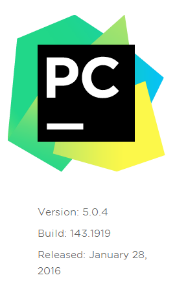 PC
Version: 5.0.4
Build: 143.1919
Released: January 28,
2016